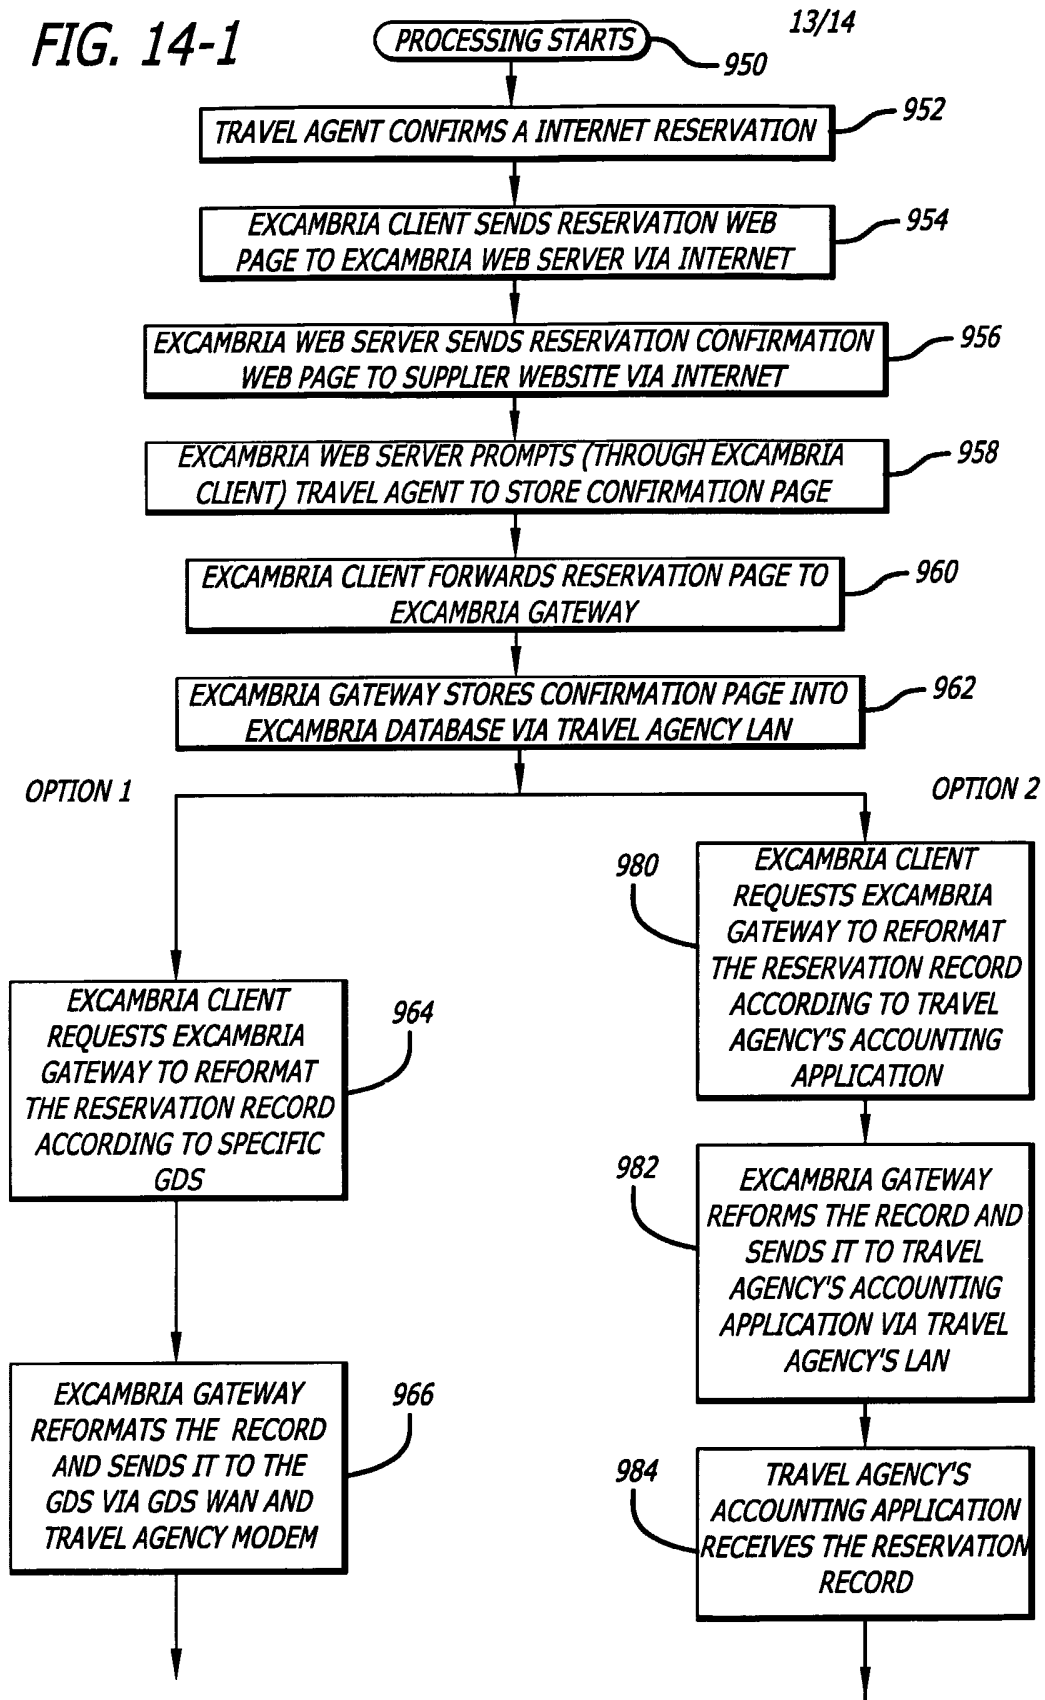 FIG. 14-1
PROCESSING STARTS
13/14
950
TRAVEL AGENT CONFIRMS A INTERNET RESERVATION
952
EXCAMBRIA CLIENT SENDS RESERVATION WEB
PAGE TO EXCAMBRIA WEB SERVER VIA INTERNET
954
EXCAMBRIA WEB SERVER SENDS RESERVATION CONFIRMATION
WEB PAGE TO SUPPLIER WEBSITE VIA INTERNET
956
EXCAMBRIA WEB SERVER PROMPTS (THROUGH EXCAMBRIA
CLIENT) TRAVEL AGENT TO STORE CONFIRMATION PAGE
958
EXCAMBRIA CLIENT FORWARDS RESERVATION PAGE TO
EXCAMBRIA GATEWAY
960
EXCAMBRIA GATEWAY STORES CONFIRMATION PAGE INTO
EXCAMBRIA DATABASE VIA TRAVEL AGENCY LAN
962
OPTION 1
OPTION 2
EXCAMBRIA CLIENT
REQUESTS EXCAMBRIA
GATEWAY TO REFORMAT
THE RESERVATION RECORD
ACCORDING TO SPECIFIC
GDS
964
EXCAMBRIA GATEWAY
REFORMATS THE RECORD
AND SENDS IT TO THE
GDS VIA GDS WAN AND
TRAVEL AGENCY MODEM
966
980
EXCAMBRIA CLIENT
REQUESTS EXCAMBRIA
GATEWAY TO REFORMAT
THE RESERVATION RECORD
ACCORDING TO TRAVEL
AGENCY'S ACCOUNTING
APPLICATION
982
EXCAMBRIA GATEWAY
REFORMS THE RECORD AND
SENDS IT TO TRAVEL
AGENCY'S ACCOUNTING
APPLICATION VIA TRAVEL
AGENCY'S LAN
984
TRAVEL AGENCY'S
ACCOUNTING APPLICATION
RECEIVES THE RESERVATION
RECORD